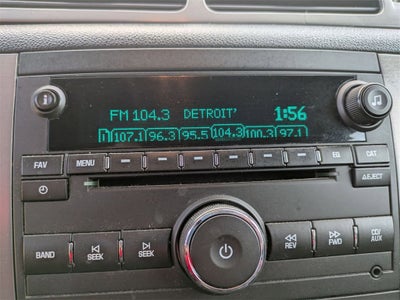 FM 104.3 DETROIT' 1:56
1 107.1 96.3 95.5 104.3 100.3 97.1
FAV MENU EQ CAT
EJECT
BAND SEEK SEEK REV FWD CD/AUX